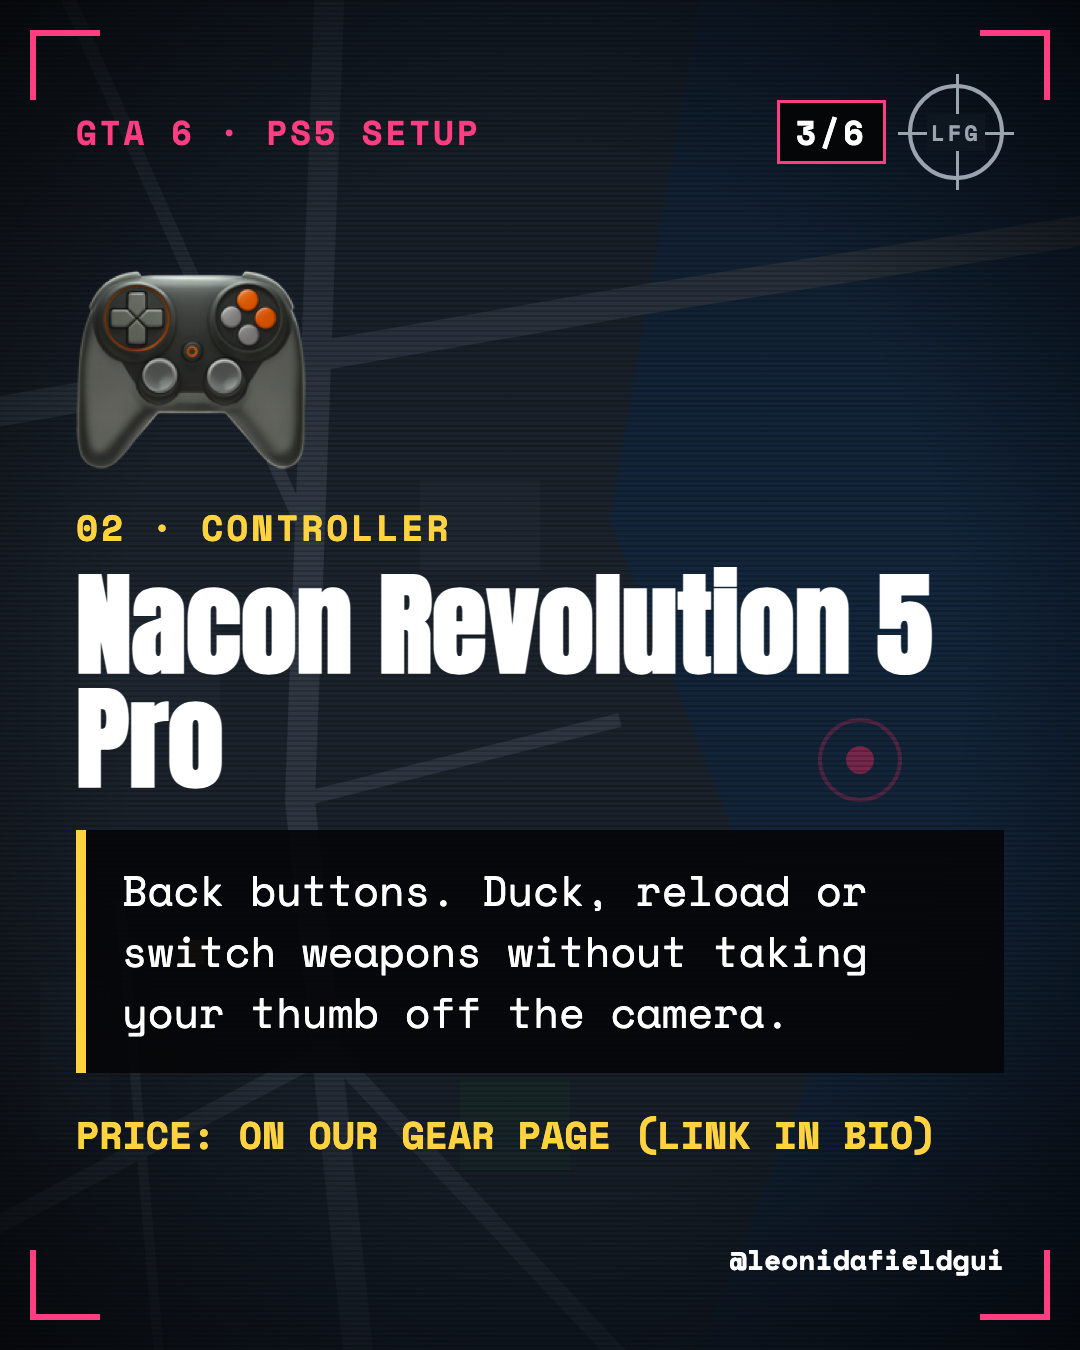 GTA 6 · PS5 SETUP
3/6
LFG
02 · CONTROLLER
Nacon Revolution 5
Pro
Back buttons. Duck, reload or
switch weapons without taking
your thumb off the camera.
PRICE: ON OUR GEAR PAGE (LINK IN BIO)
@leonidafieldgui